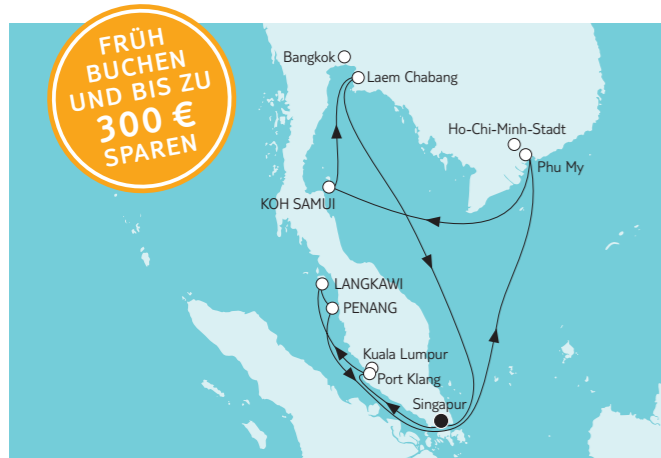 FRÜH
BUCHEN
UND BIS ZU
300 €
SPAREN
Bangkok
Laem Chabang
Ho-Chi-Minh-Stadt
Phu My
KOH SAMUI
LANGKAWI
PENANG
Kuala Lumpur
Port Klang
Singapur